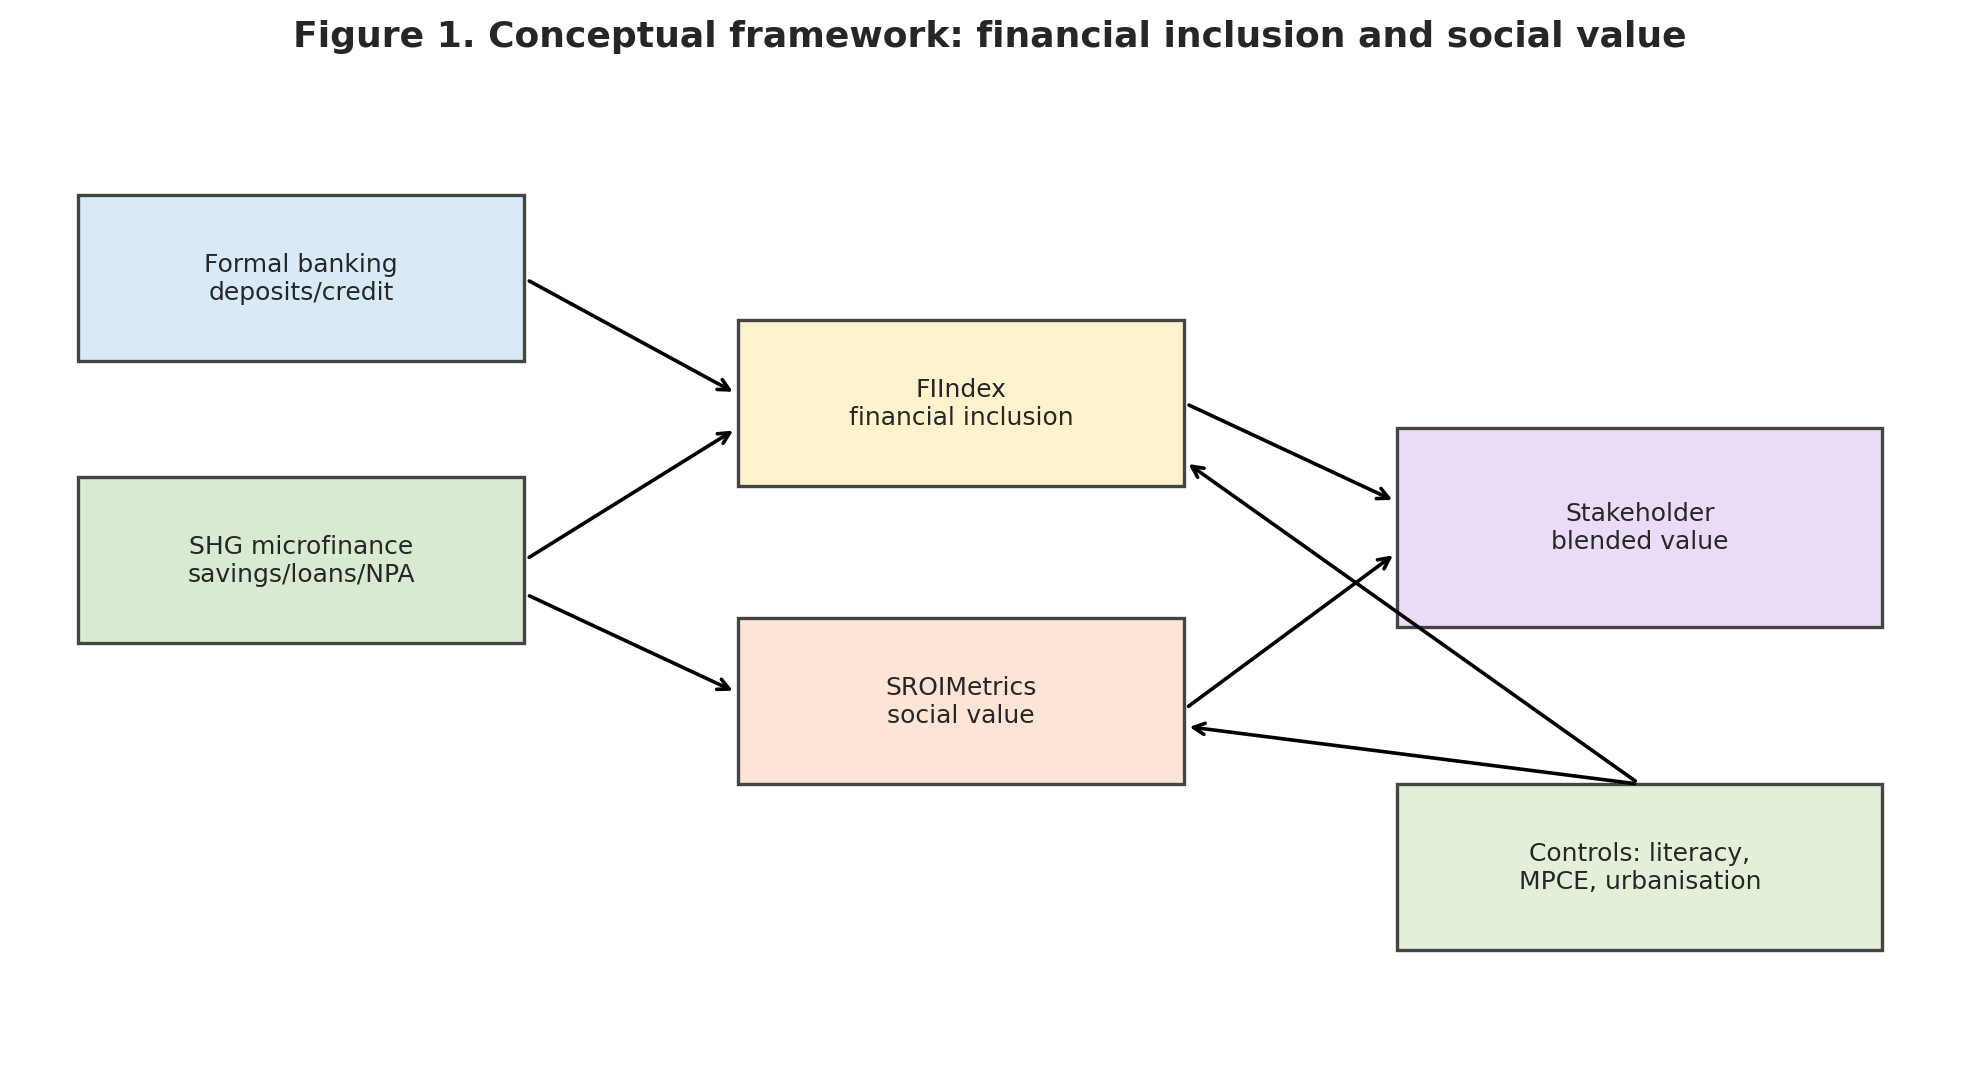 Figure 1. Conceptual framework: financial inclusion and social value
Formal banking
deposits/credit
SHG microfinance
savings/loans/NPA
FIIndex
financial inclusion
SROIMetrics
social value
Stakeholder
blended value
Controls: literacy,
MPCE, urbanisation